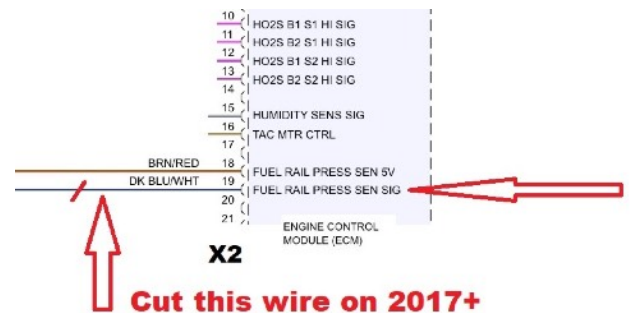 10 HO2S B1 S1 HI SIG
11 HO2S B2 S1 HI SIG
12 HO2S B1 S2 HI SIG
13 HO2S B2 S2 HI SIG
14
15 HUMIDITY SENS SIG
16 TAC MTR CTRL
17
BRN/RED 18 FUEL RAIL PRESS SEN 5V
DK BLU/WHT 19 FUEL RAIL PRESS SEN SIG
20
21
ENGINE CONTROL
MODULE (ECM)
X2
Cut this wire on 2017+